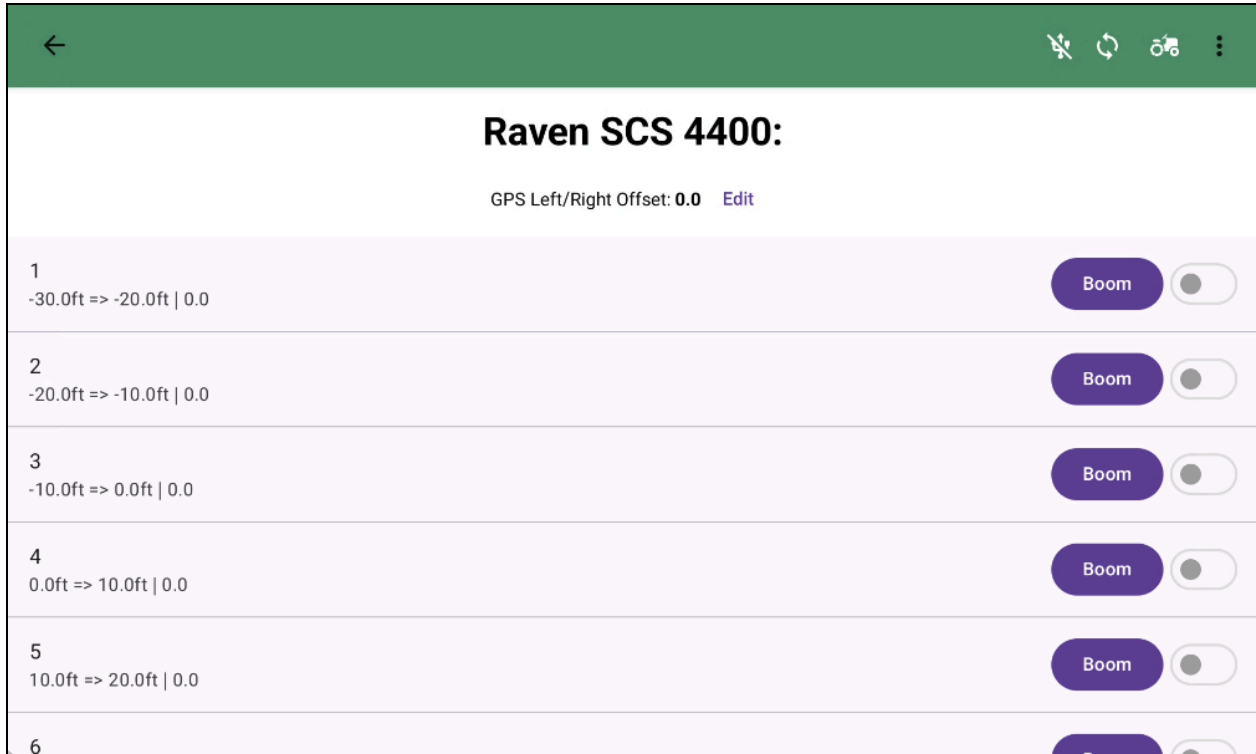 Raven SCS 4400:
GPS Left/Right Offset: 0.0 Edit
1
-30.0ft => -20.0ft | 0.0
Boom
2
-20.0ft => -10.0ft | 0.0
Boom
3
-10.0ft => 0.0ft | 0.0
Boom
4
0.0ft => 10.0ft | 0.0
Boom
5
10.0ft => 20.0ft | 0.0
Boom
6